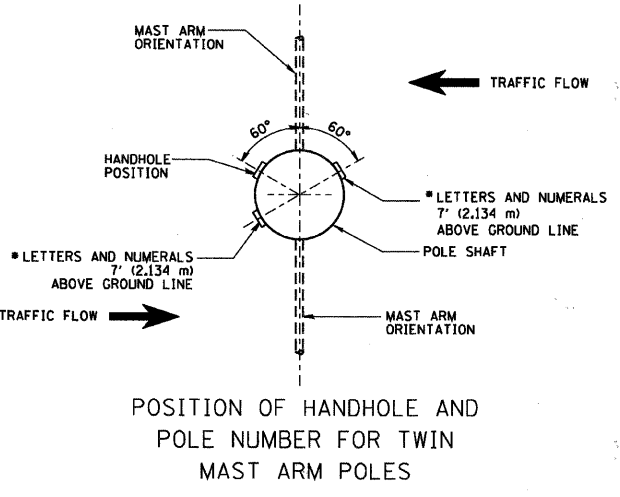 MAST ARM
ORIENTATION
TRAFFIC FLOW
60°
60°
HANDHOLE
POSITION
*LETTERS AND NUMERALS
7' (2.134 m)
ABOVE GROUND LINE
POLE SHAFT
*LETTERS AND NUMERALS
7' (2.134 m)
ABOVE GROUND LINE
TRAFFIC FLOW
MAST ARM
ORIENTATION
POSITION OF HANDHOLE AND
POLE NUMBER FOR TWIN
MAST ARM POLES